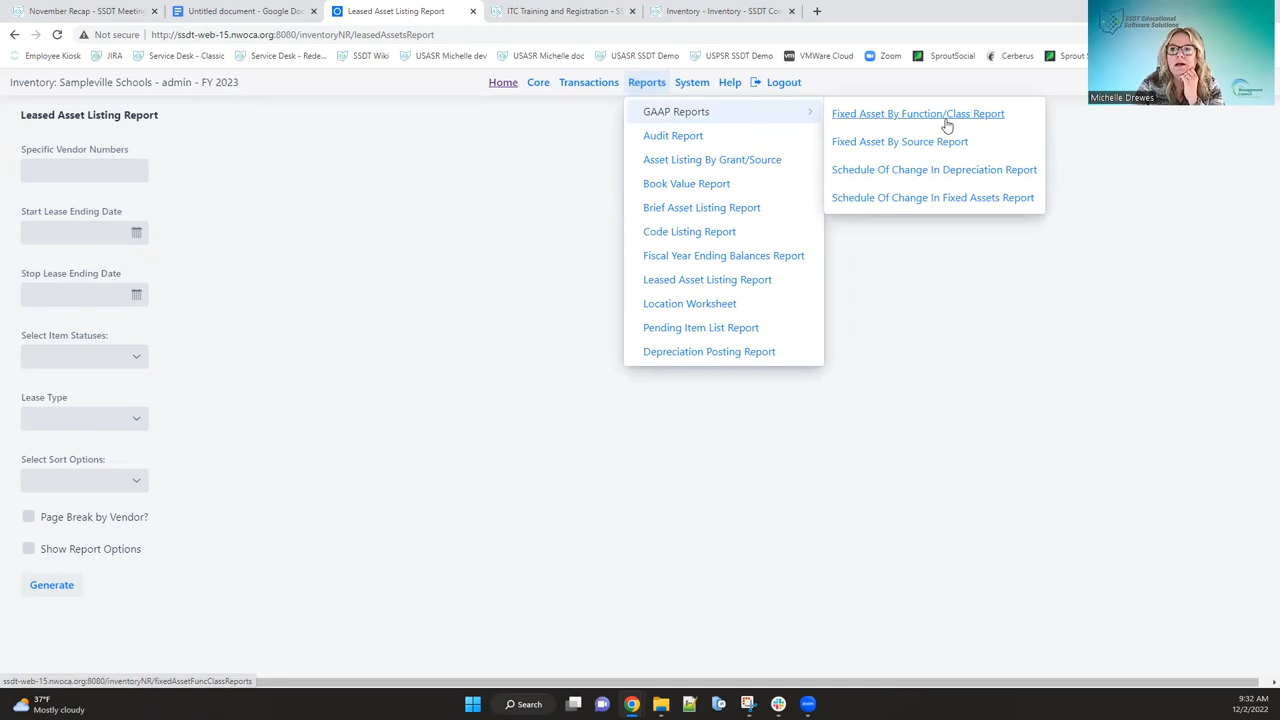 November Recap - SSDT Meeting
Untitled document - Google Doc
Leased Asset Listing Report
ITC Training and Registration - S
Inventory - Inventory - SSDT Con
Not secure
http://ssdt-web-15.nwoca.org:8080/inventoryNR/leasedAssetsReport
Employee Kiosk
JIRA
Service Desk - Classic
Service Desk - Rede...
SSDT Wiki
USASR Michelle dev
USASR Michelle doc
USASR SSDT Demo
USPSR SSDT Demo
VMWare Cloud
Zoom
SproutSocial
Cerberus
Sprout S
Inventory: Sampleville Schools - admin - FY 2023
Home
Core
Transactions
Reports
System
Help
Logout
Leased Asset Listing Report
Specific Vendor Numbers
Start Lease Ending Date
Stop Lease Ending Date
Select Item Statuses:
Lease Type
Select Sort Options:
Page Break by Vendor?
Show Report Options
Generate
GAAP Reports
Audit Report
Asset Listing By Grant/Source
Book Value Report
Brief Asset Listing Report
Code Listing Report
Fiscal Year Ending Balances Report
Leased Asset Listing Report
Location Worksheet
Pending Item List Report
Depreciation Posting Report
Fixed Asset By Function/Class Report
Fixed Asset By Source Report
Schedule Of Change In Depreciation Report
Schedule Of Change In Fixed Assets Report
SSDT Educational
Software Solutions
Management
Council
Michelle Drewes
ssdt-web-15.nwoca.org:8080/inventoryNR/fixedAssetFuncClassReports
37°F
Mostly cloudy
Search
9:32 AM
12/2/2022